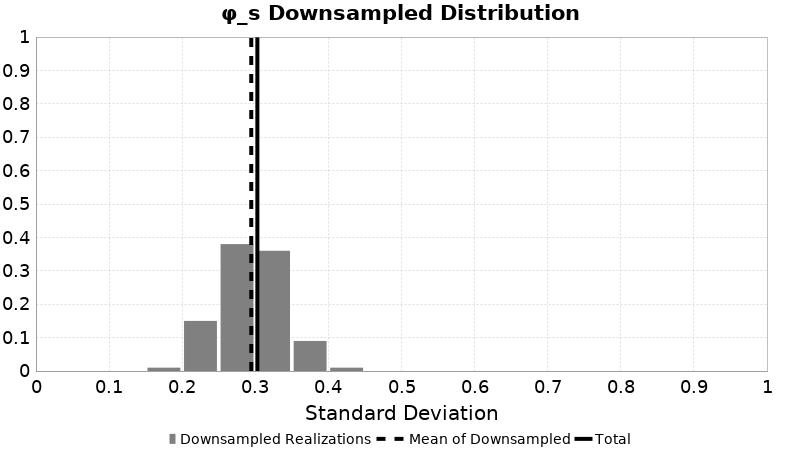 φ_s Downsampled Distribution
1
0.9
0.8
0.7
0.6
0.5
0.4
0.3
0.2
0.1
0
0 0.1 0.2 0.3 0.4 0.5 0.6 0.7 0.8 0.9 1
Standard Deviation
Downsampled Realizations Mean of Downsampled Total